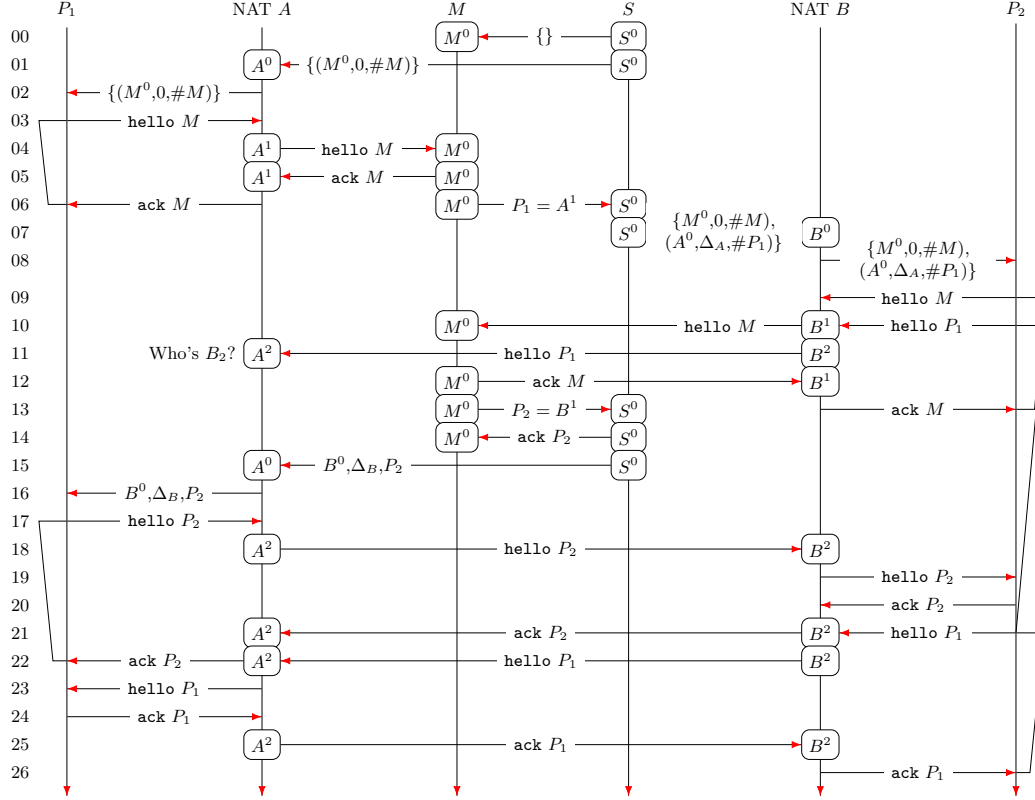 P₁ NAT A M S NAT B P₂
00 M⁰ {} S⁰
01 A⁰ {(M⁰,0,#M)} S⁰
02 {(M⁰,0,#M)}
03 hello M
04 A¹ hello M M⁰
05 A¹ ack M M⁰
06 ack M M⁰ P₁ = A¹ S⁰
07 S⁰ {M⁰,0,#M), B⁰
(A⁰,Δ_A,#P₁)}
08 {M⁰,0,#M),
(A⁰,Δ_A,#P₁)}
09 hello M
10 M⁰ hello M B¹ hello P₁
11 Who's B₂? A² hello P₁ B²
12 M⁰ ack M B¹
13 M⁰ P₂ = B¹ S⁰ ack M
14 M⁰ ack P₂ S⁰
15 A⁰ B⁰,Δ_B,P₂ S⁰
16 B⁰,Δ_B,P₂
17 hello P₂
18 A² hello P₂ B²
19 hello P₂
20 ack P₂
21 A² ack P₂ B² hello P₁
22 ack P₂ A² hello P₁ B²
23 hello P₁
24 ack P₁
25 A² ack P₁ B²
26 ack P₁